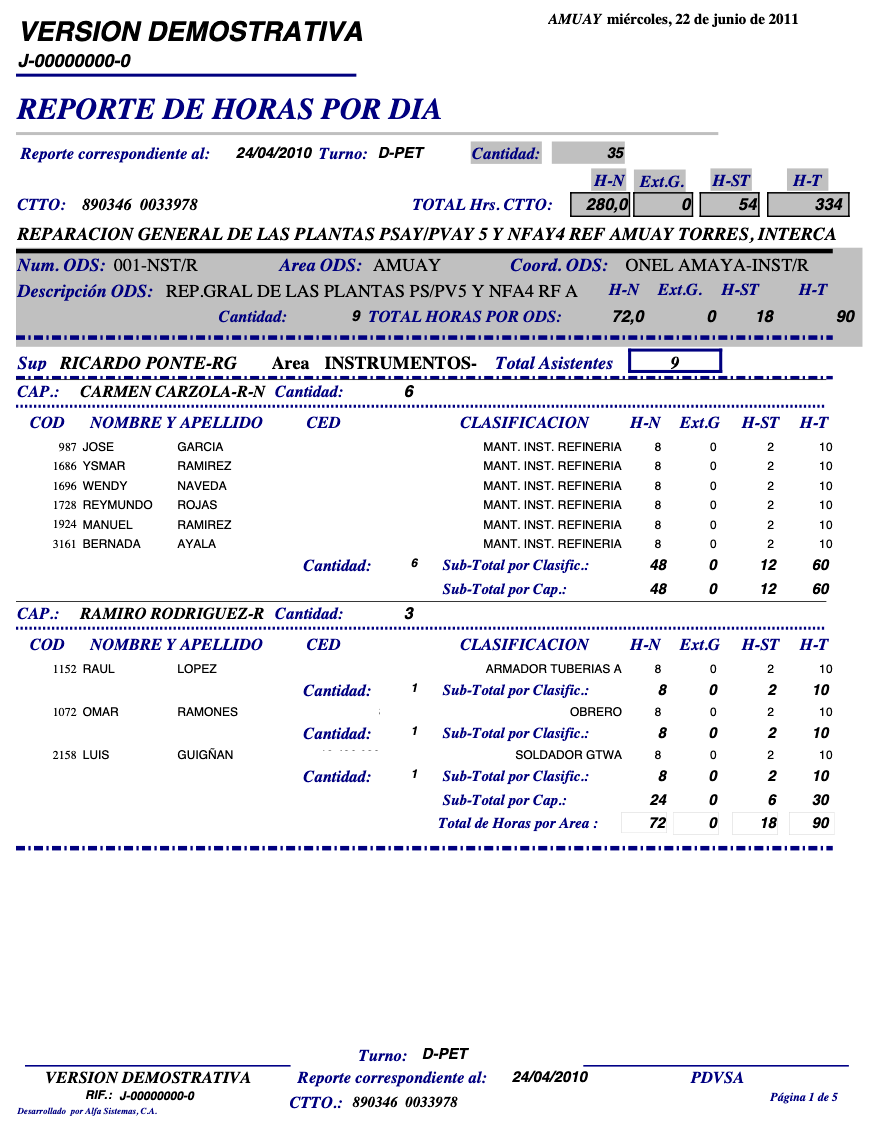 VERSION DEMOSTRATIVA
AMUAY miércoles, 22 de junio de 2011
J-00000000-0
REPORTE DE HORAS POR DIA
Reporte correspondiente al: 24/04/2010 Turno: D-PET Cantidad: 35
H-N Ext.G. H-ST H-T
CTTO: 890346 0033978 TOTAL Hrs. CTTO: 280,0 0 54 334
REPARACION GENERAL DE LAS PLANTAS PSAY/PVAY 5 Y NFAY4 REF AMUAY TORRES, INTERCA
Num. ODS: 001-NST/R Area ODS: AMUAY Coord. ODS: ONEL AMAYA-INST/R
Descripción ODS: REP.GRAL DE LAS PLANTAS PS/PV5 Y NFA4 RF A H-N Ext.G. H-ST H-T
Cantidad: 9 TOTAL HORAS POR ODS: 72,0 0 18 90
Sup RICARDO PONTE-RG Area INSTRUMENTOS- Total Asistentes 9
CAP.: CARMEN CARZOLA-R-N Cantidad: 6
COD NOMBRE Y APELLIDO CED CLASIFICACION H-N Ext.G H-ST H-T
987 JOSE GARCIA MANT. INST. REFINERIA 8 0 2 10
1686 YSMAR RAMIREZ MANT. INST. REFINERIA 8 0 2 10
1696 WENDY NAVEDA MANT. INST. REFINERIA 8 0 2 10
1728 REYMUNDO ROJAS MANT. INST. REFINERIA 8 0 2 10
1924 MANUEL RAMIREZ MANT. INST. REFINERIA 8 0 2 10
3161 BERNADA AYALA MANT. INST. REFINERIA 8 0 2 10
Cantidad: 6 Sub-Total por Clasific.: 48 0 12 60
Sub-Total por Cap.: 48 0 12 60
CAP.: RAMIRO RODRIGUEZ-R Cantidad: 3
COD NOMBRE Y APELLIDO CED CLASIFICACION H-N Ext.G H-ST H-T
1152 RAUL LOPEZ ARMADOR TUBERIAS A 8 0 2 10
Cantidad: 1 Sub-Total por Clasific.: 8 0 2 10
1072 OMAR RAMONES OBRERO 8 0 2 10
Cantidad: 1 Sub-Total por Clasific.: 8 0 2 10
2158 LUIS GUIGÑAN SOLDADOR GTWA 8 0 2 10
Cantidad: 1 Sub-Total por Clasific.: 8 0 2 10
Sub-Total por Cap.: 24 0 6 30
Total de Horas por Area : 72 0 18 90
Turno: D-PET
VERSION DEMOSTRATIVA Reporte correspondiente al: 24/04/2010 PDVSA
RIF.: J-00000000-0
CTTO.: 890346 0033978 Página 1 de 5
Desarrollado por Alfa Sistemas, C.A.